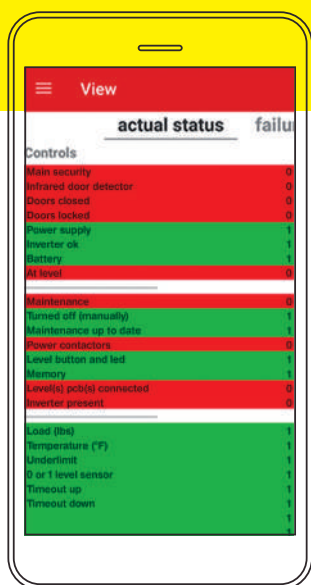 View
actual status failu
Controls
Main security 0
Infrared door detector 0
Doors closed 0
Doors locked 0
Power supply 1
Inverter ok 1
Battery 1
At level 0
Maintenance 0
Turned off (manually) 1
Maintenance up to date 1
Power contactors 0
Level button and led 1
Memory 1
Level(s) pcb(s) connected 0
Inverter present 0
Load (lbs) 1
Temperature (°F) 1
Underlimit 1
0 or 1 level sensor 1
Timeout up 1
Timeout down 1
1
1